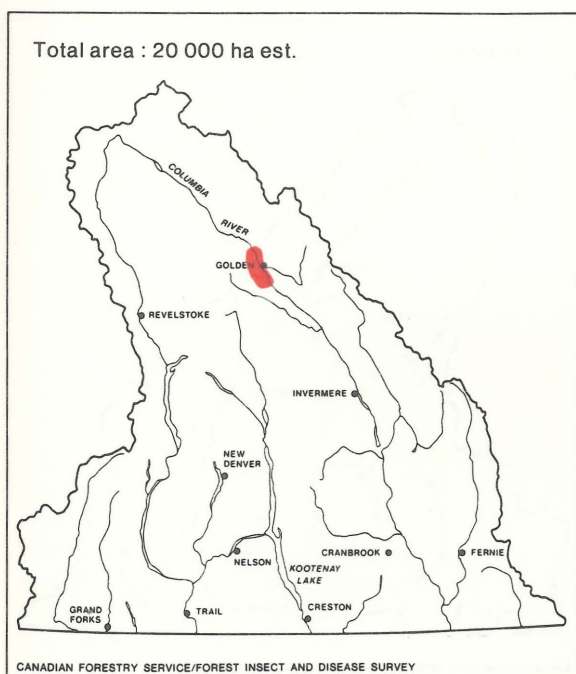 Total area : 20 000 ha est.
COLUMBIA
RIVER
GOLDEN
REVELSTOKE
INVERMERE
NEW
DENVER
NELSON
CRANBROOK
FERNIE
KOOTENAY
LAKE
GRAND
FORKS
TRAIL
CRESTON
CANADIAN FORESTRY SERVICE/FOREST INSECT AND DISEASE SURVEY